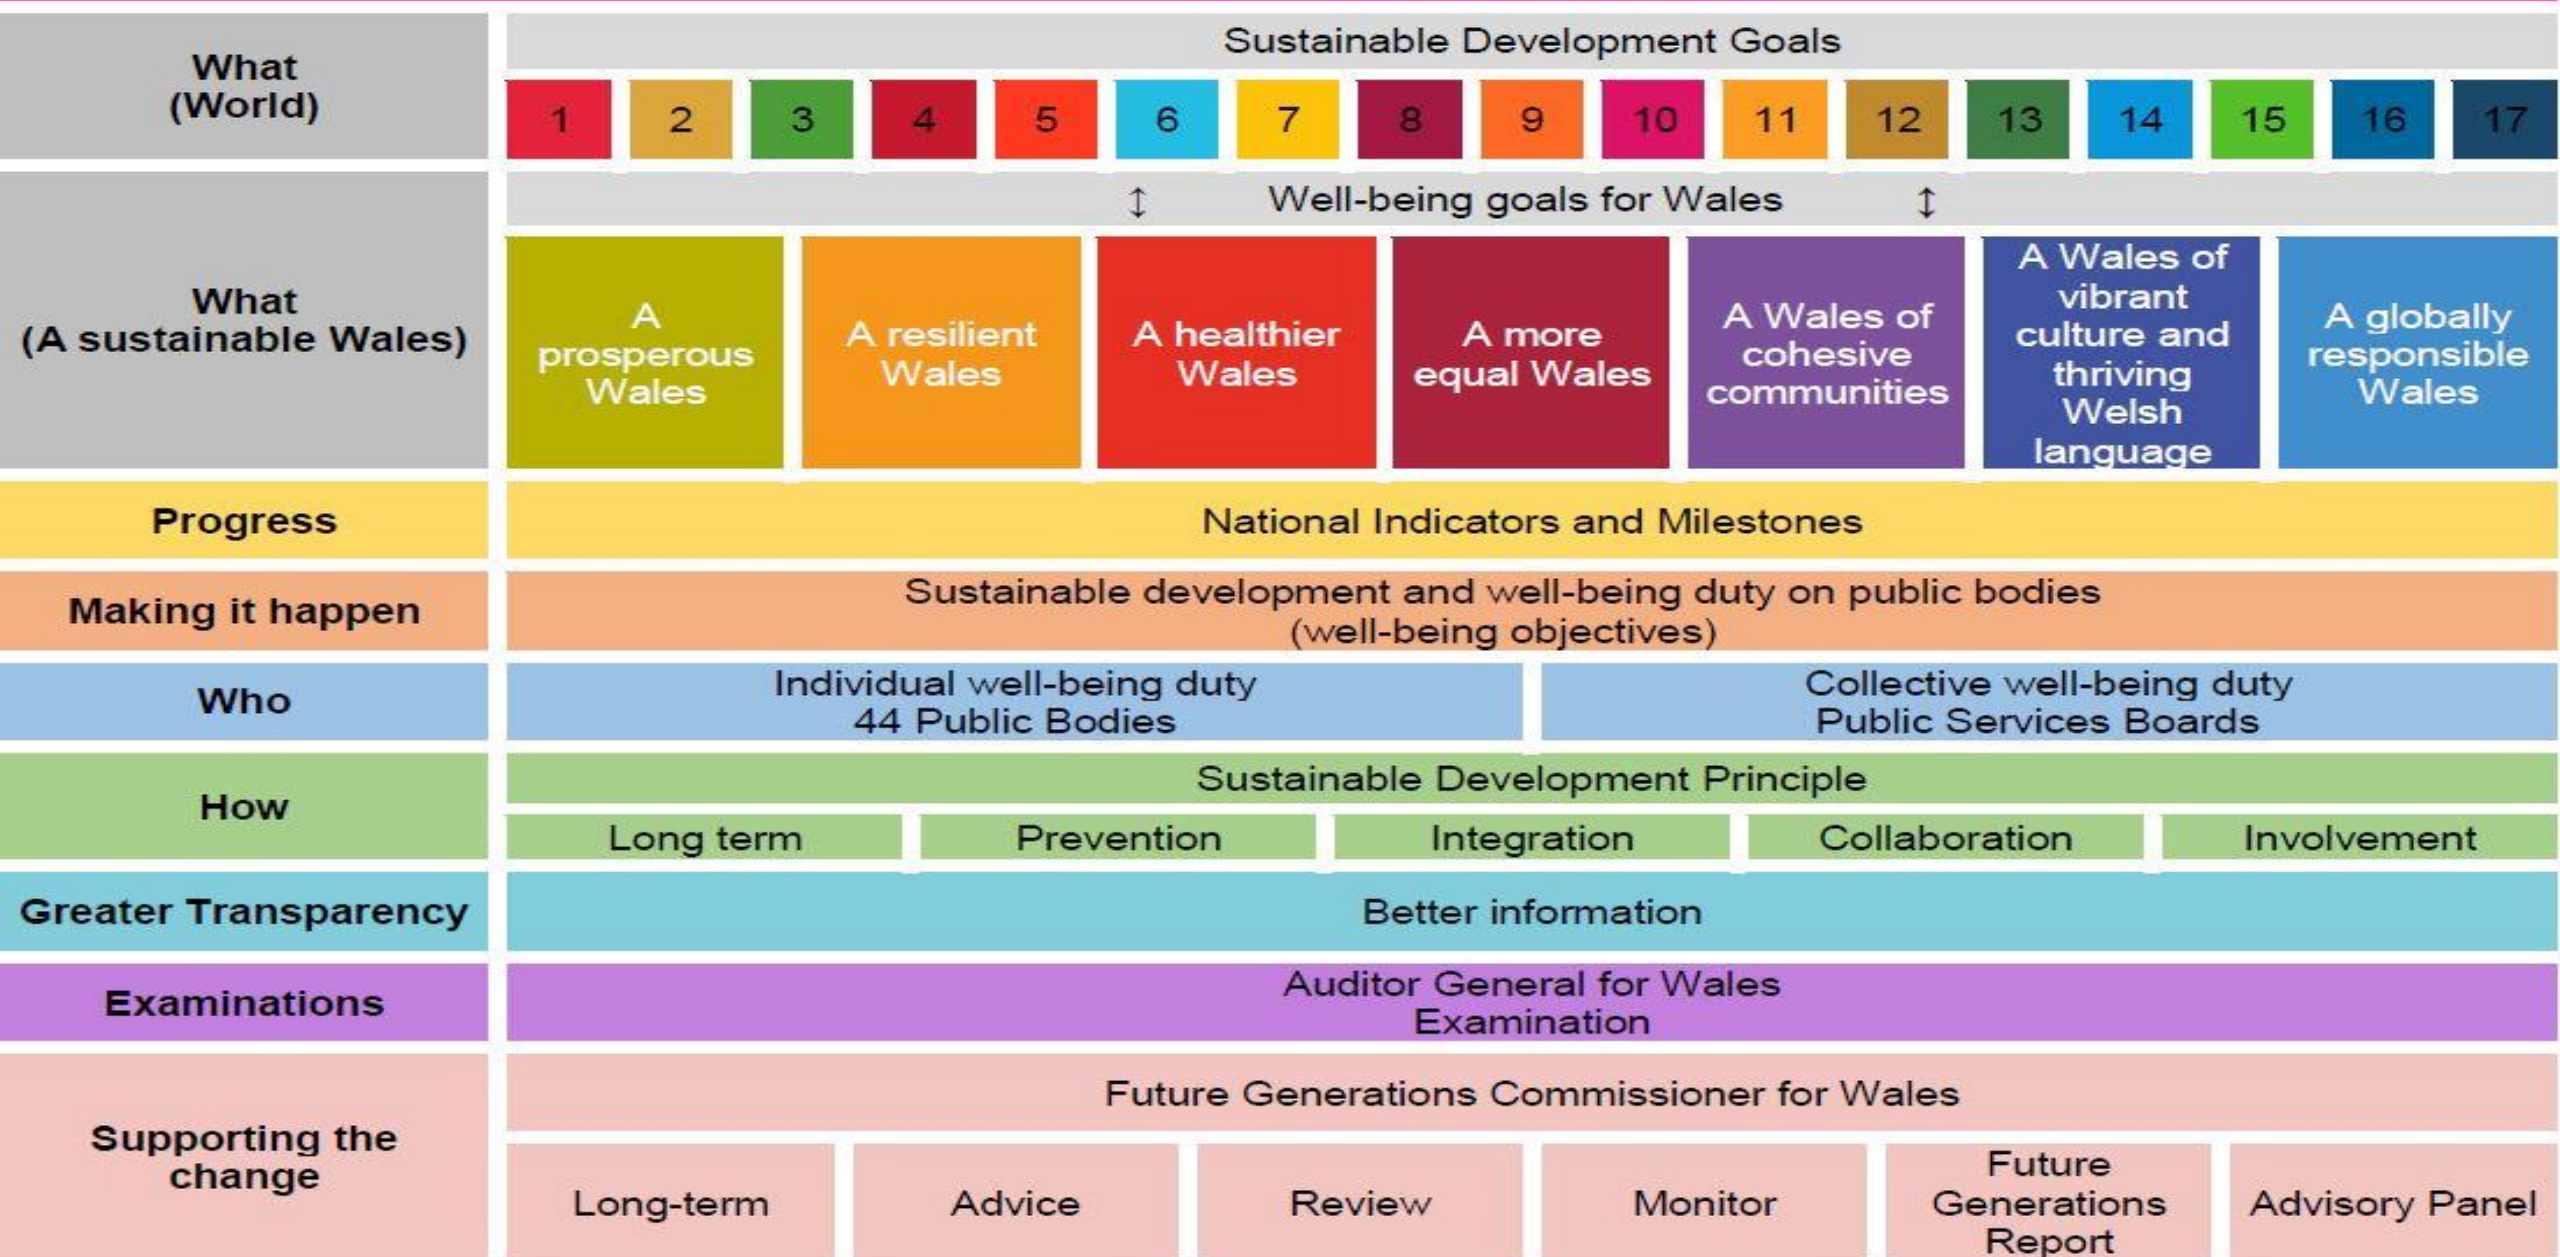 What
(World)
Sustainable Development Goals
1 2 3 4 5 6 7 8 9 10 11 12 13 14 15 16 17
What
(A sustainable Wales)
↕ Well-being goals for Wales ↕
A
prosperous
Wales
A resilient
Wales
A healthier
Wales
A more
equal Wales
A Wales of
cohesive
communities
A Wales of
vibrant
culture and
thriving
Welsh
language
A globally
responsible
Wales
Progress
National Indicators and Milestones
Making it happen
Sustainable development and well-being duty on public bodies
(well-being objectives)
Who
Individual well-being duty
44 Public Bodies
Collective well-being duty
Public Services Boards
How
Sustainable Development Principle
Long term
Prevention
Integration
Collaboration
Involvement
Greater Transparency
Better information
Examinations
Auditor General for Wales
Examination
Supporting the
change
Future Generations Commissioner for Wales
Long-term
Advice
Review
Monitor
Future
Generations
Report
Advisory Panel